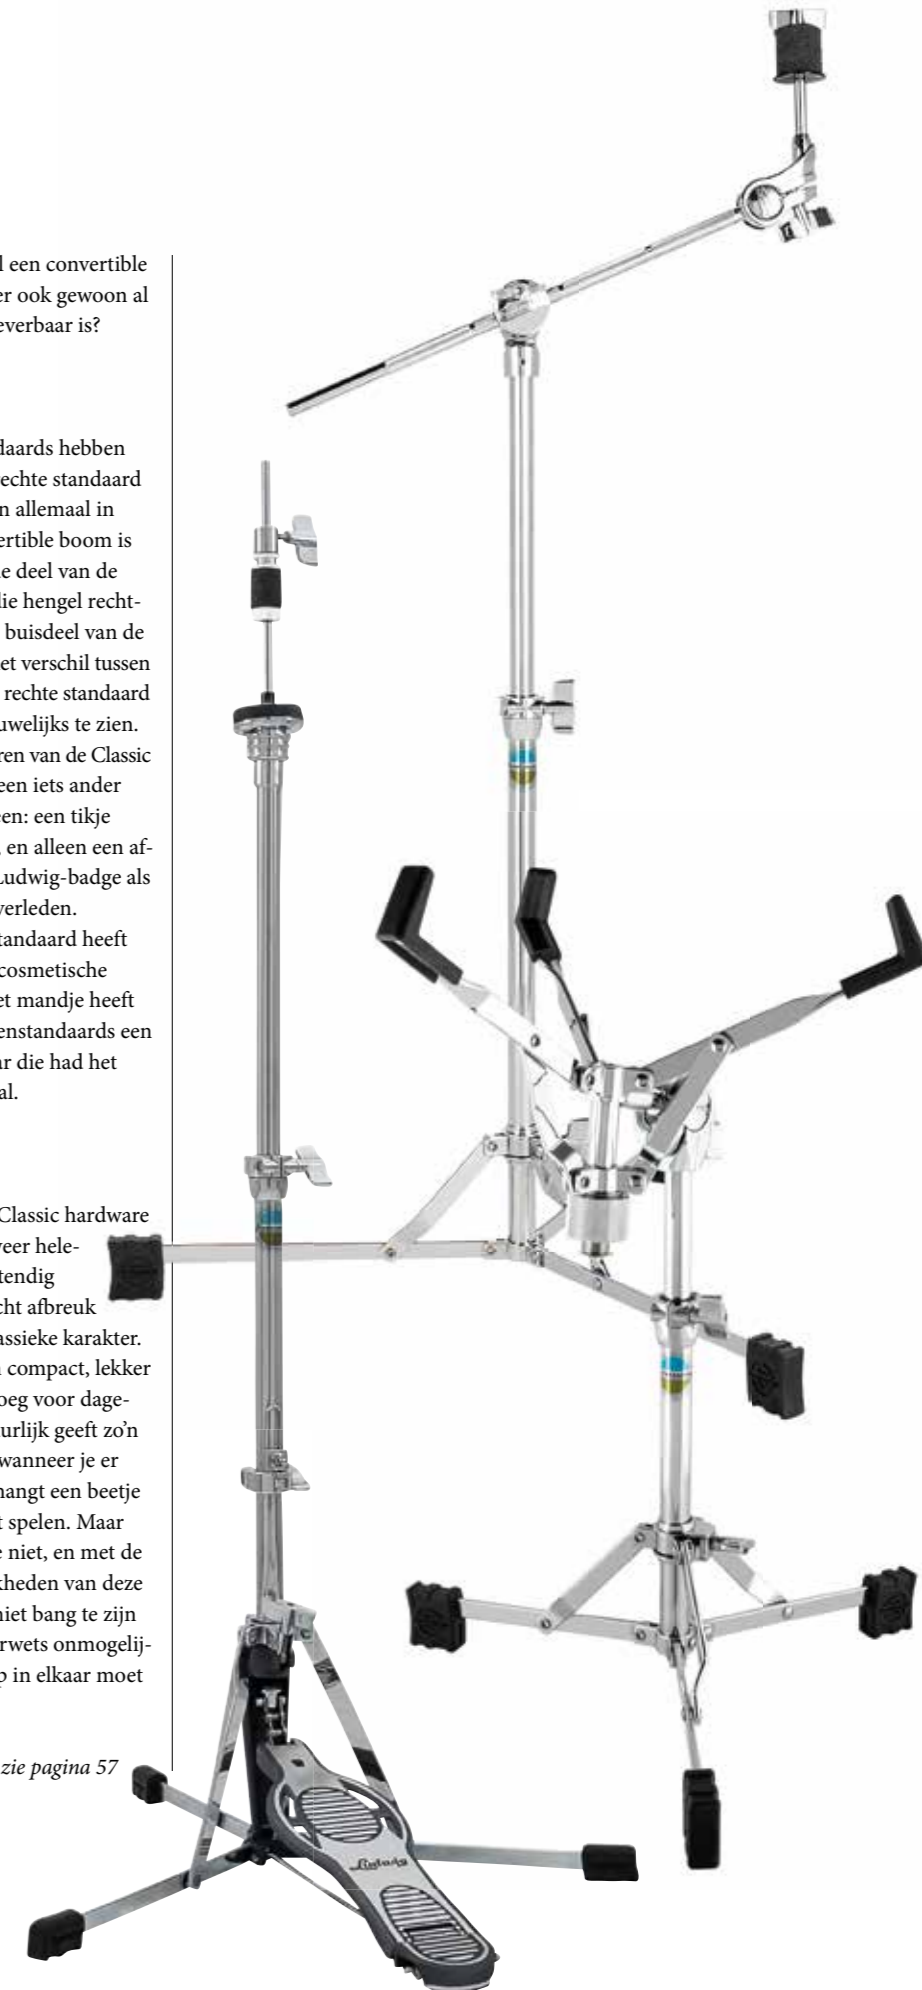 l een convertible
er ook gewoon al
everbaar is?
daards hebben
rechte standaard
n allemaal in
ertible boom is
e deel van de
lie hengel recht-
buisdeel van de
et verschil tussen
rechte standaard
uwelijks te zien.
ren van de Classic
een iets ander
een: een tikje
, en alleen een af-
Ludwig-badge als
verleden.
tandaard heeft
cosmetische
et mandje heeft
enstandaards een
ar die had het
al.
Classic hardware
veer hele-
tendig
cht afbreuk
assieke karakter.
n compact, lekker
oeg voor dage-
urlijk geeft zo'n
wanneer je er
hangt een beetje
t spelen. Maar
e niet, en met de
kheden van deze
niet bang te zijn
rwets onmogelij-
p in elkaar moet
zie pagina 57
Ludwig